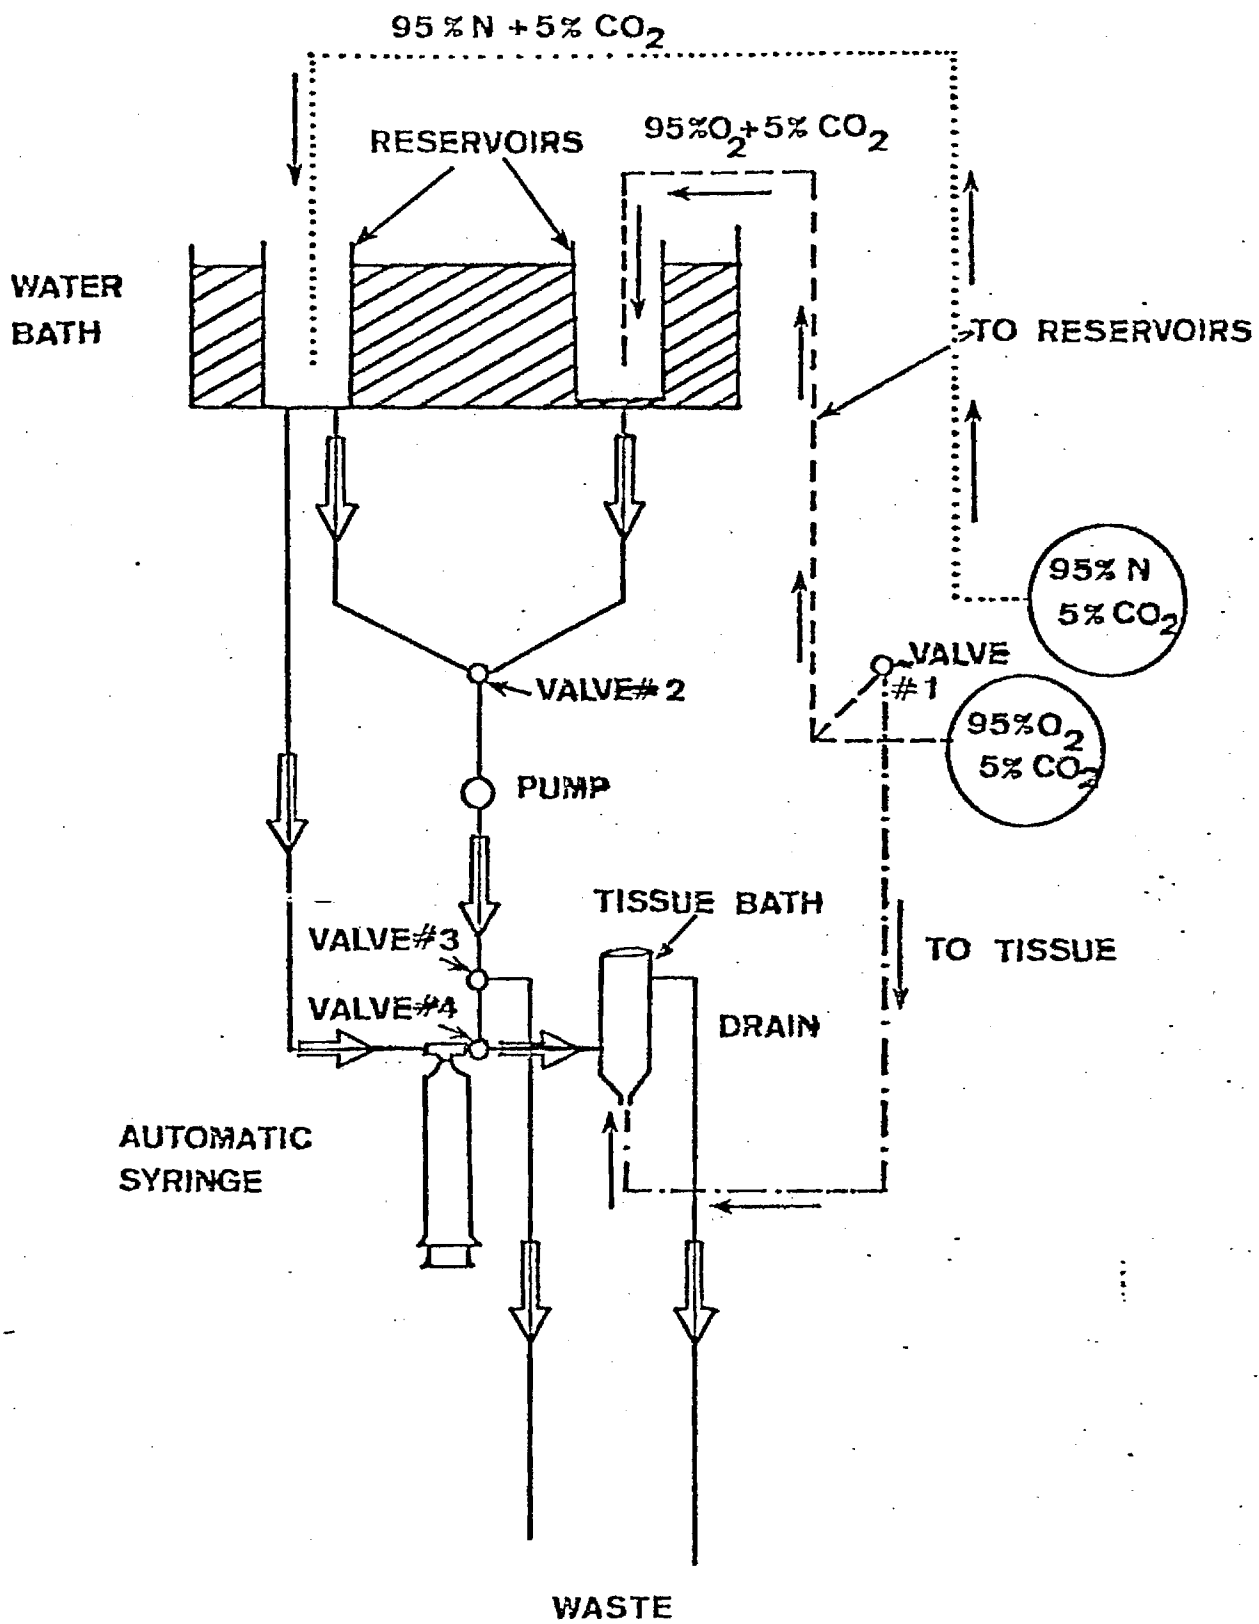 95%N + 5% CO2
RESERVOIRS
95%O2+5% CO2
WATER
BATH
TO RESERVOIRS
95% N
5% CO2
VALVE
#1
VALVE#2
95%O2
5% CO2
PUMP
TISSUE BATH
VALVE#3
TO TISSUE
VALVE#4
DRAIN
AUTOMATIC
SYRINGE
WASTE